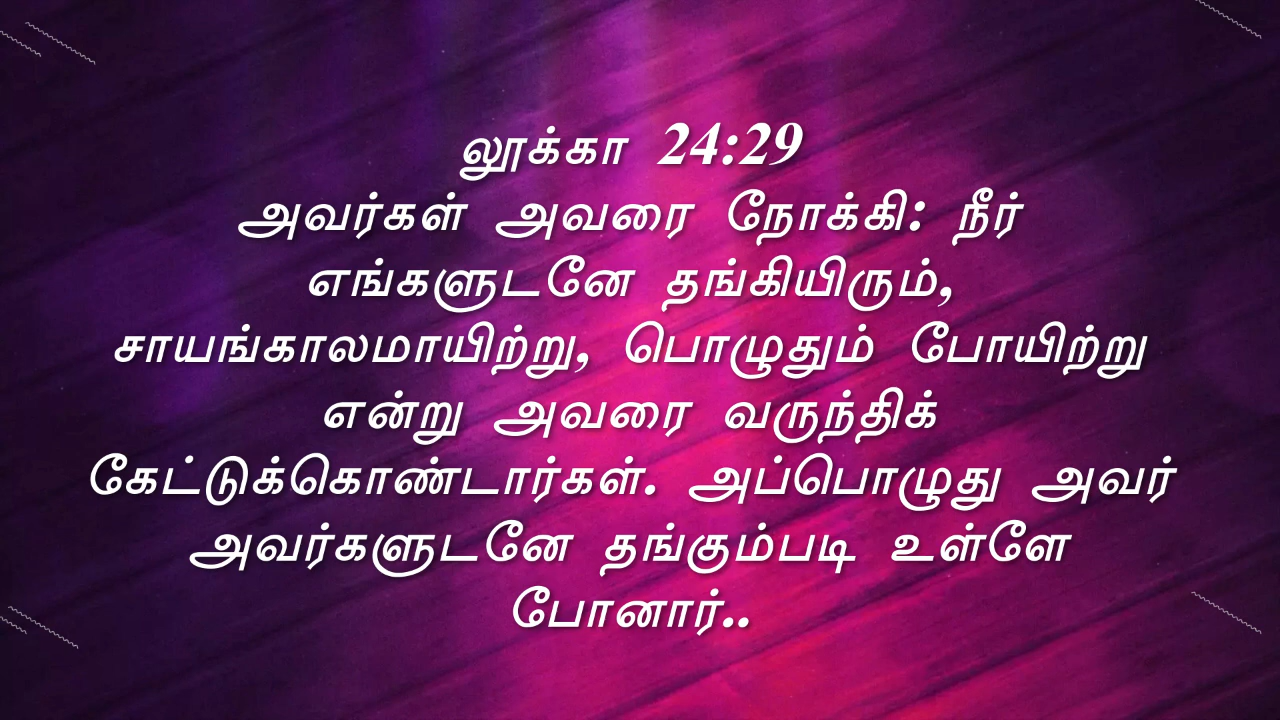 லூக்கா 24:29
அவர்கள் அவரை நோக்கி: நீர்
எங்களுடனே தங்கியிரும்,
சாயங்காலமாயிற்று, பொழுதும் போயிற்று
என்று அவரை வருந்திக்
கேட்டுக்கொண்டார்கள். அப்பொழுது அவர்
அவர்களுடனே தங்கும்படி உள்ளே
போனார்..